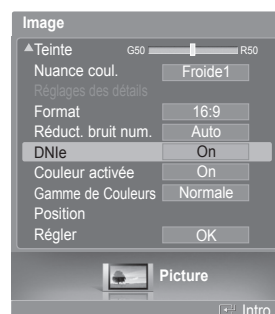 Image
Teinte G50 R50
Nuance coul. Froide1
Réglages des détails
Format 16:9
Réduct. bruit num. Auto
DNIe On
Couleur activée On
Gamme de Couleurs Normale
Position
Régler OK
Picture
Intro